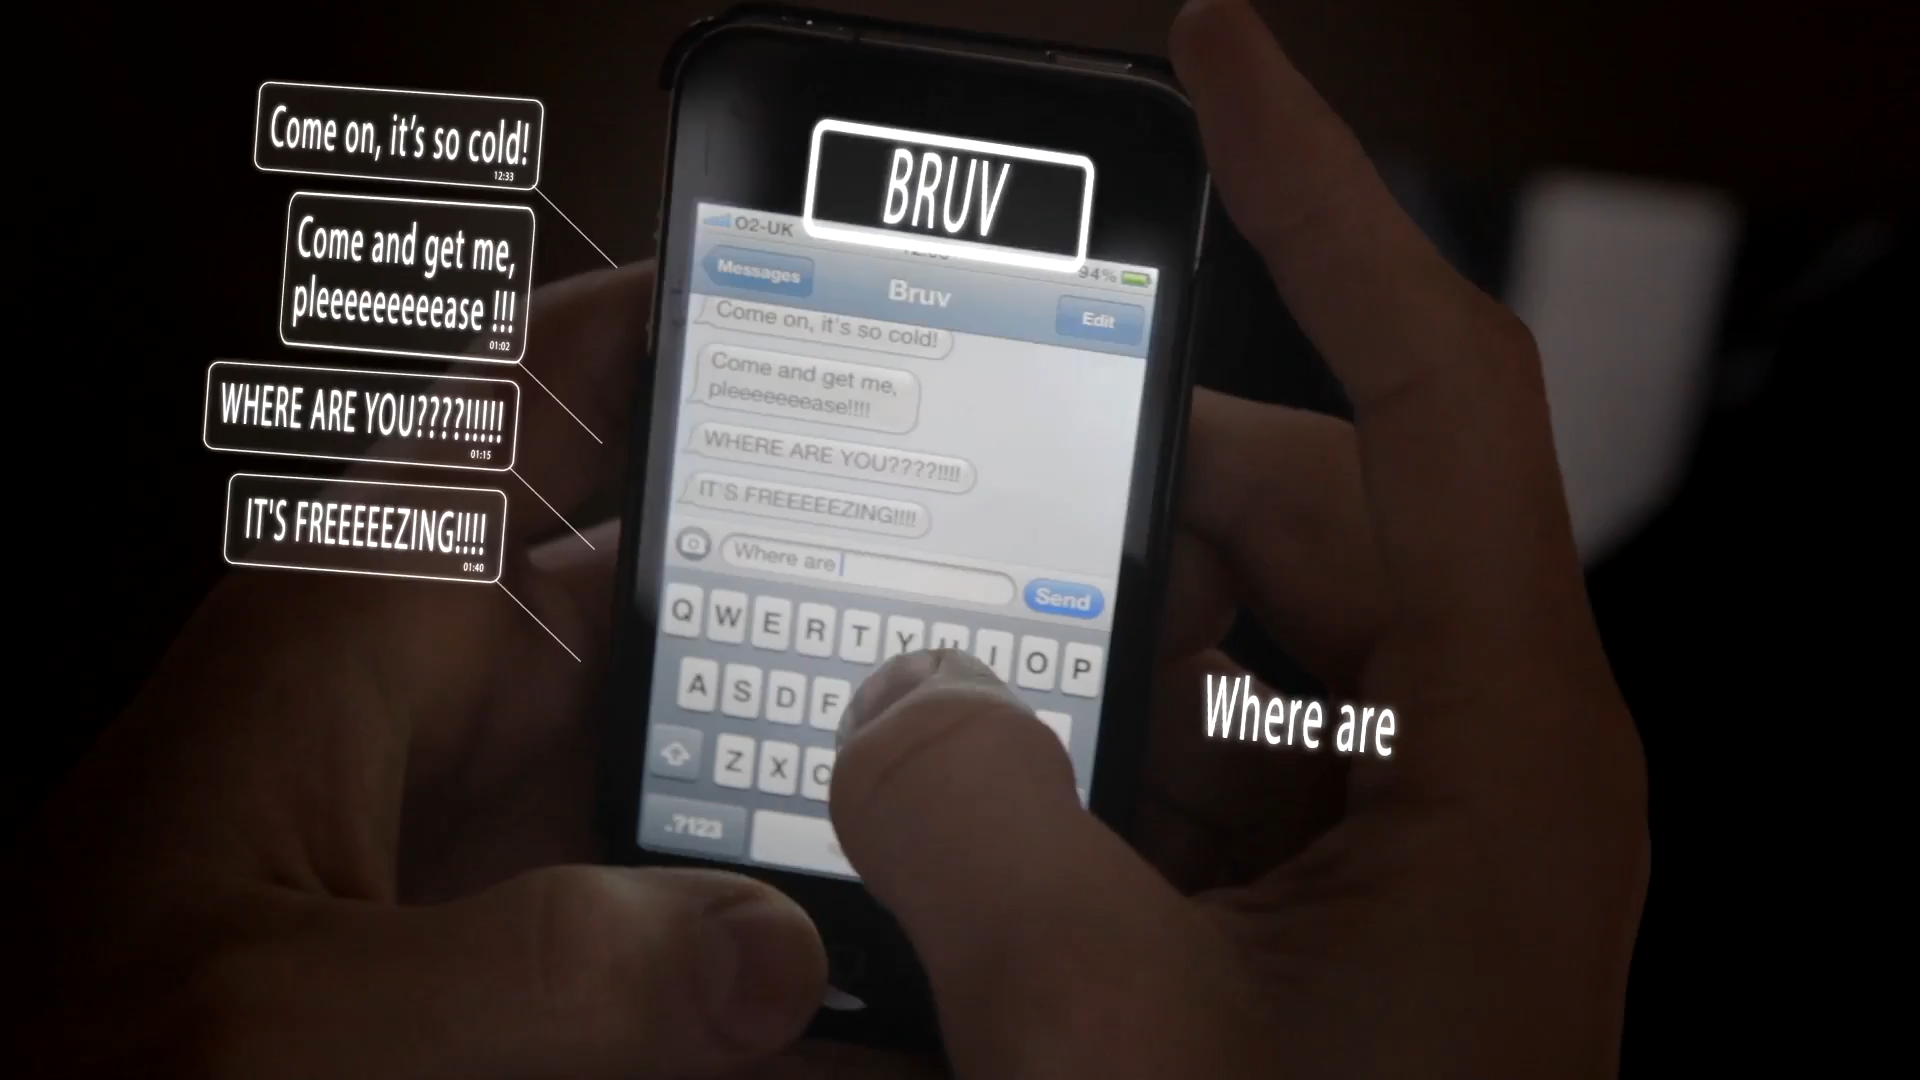 Come on, it's so cold!
12:33
Come and get me,
pleeeeeeeeease !!!
01:02
WHERE ARE YOU????!!!!!
01:15
IT'S FREEEEEZING!!!!
01:40
BRUV
O2-UK
94%
Messages
Bruv
Edit
Come on, it's so cold!
Come and get me,
pleeeeeeease!!!!
WHERE ARE YOU????!!!!
IT'S FREEEEEZING!!!!
Where are
Send
Q W E R T Y U I O P
A S D F
Z X C
.?123
Where are